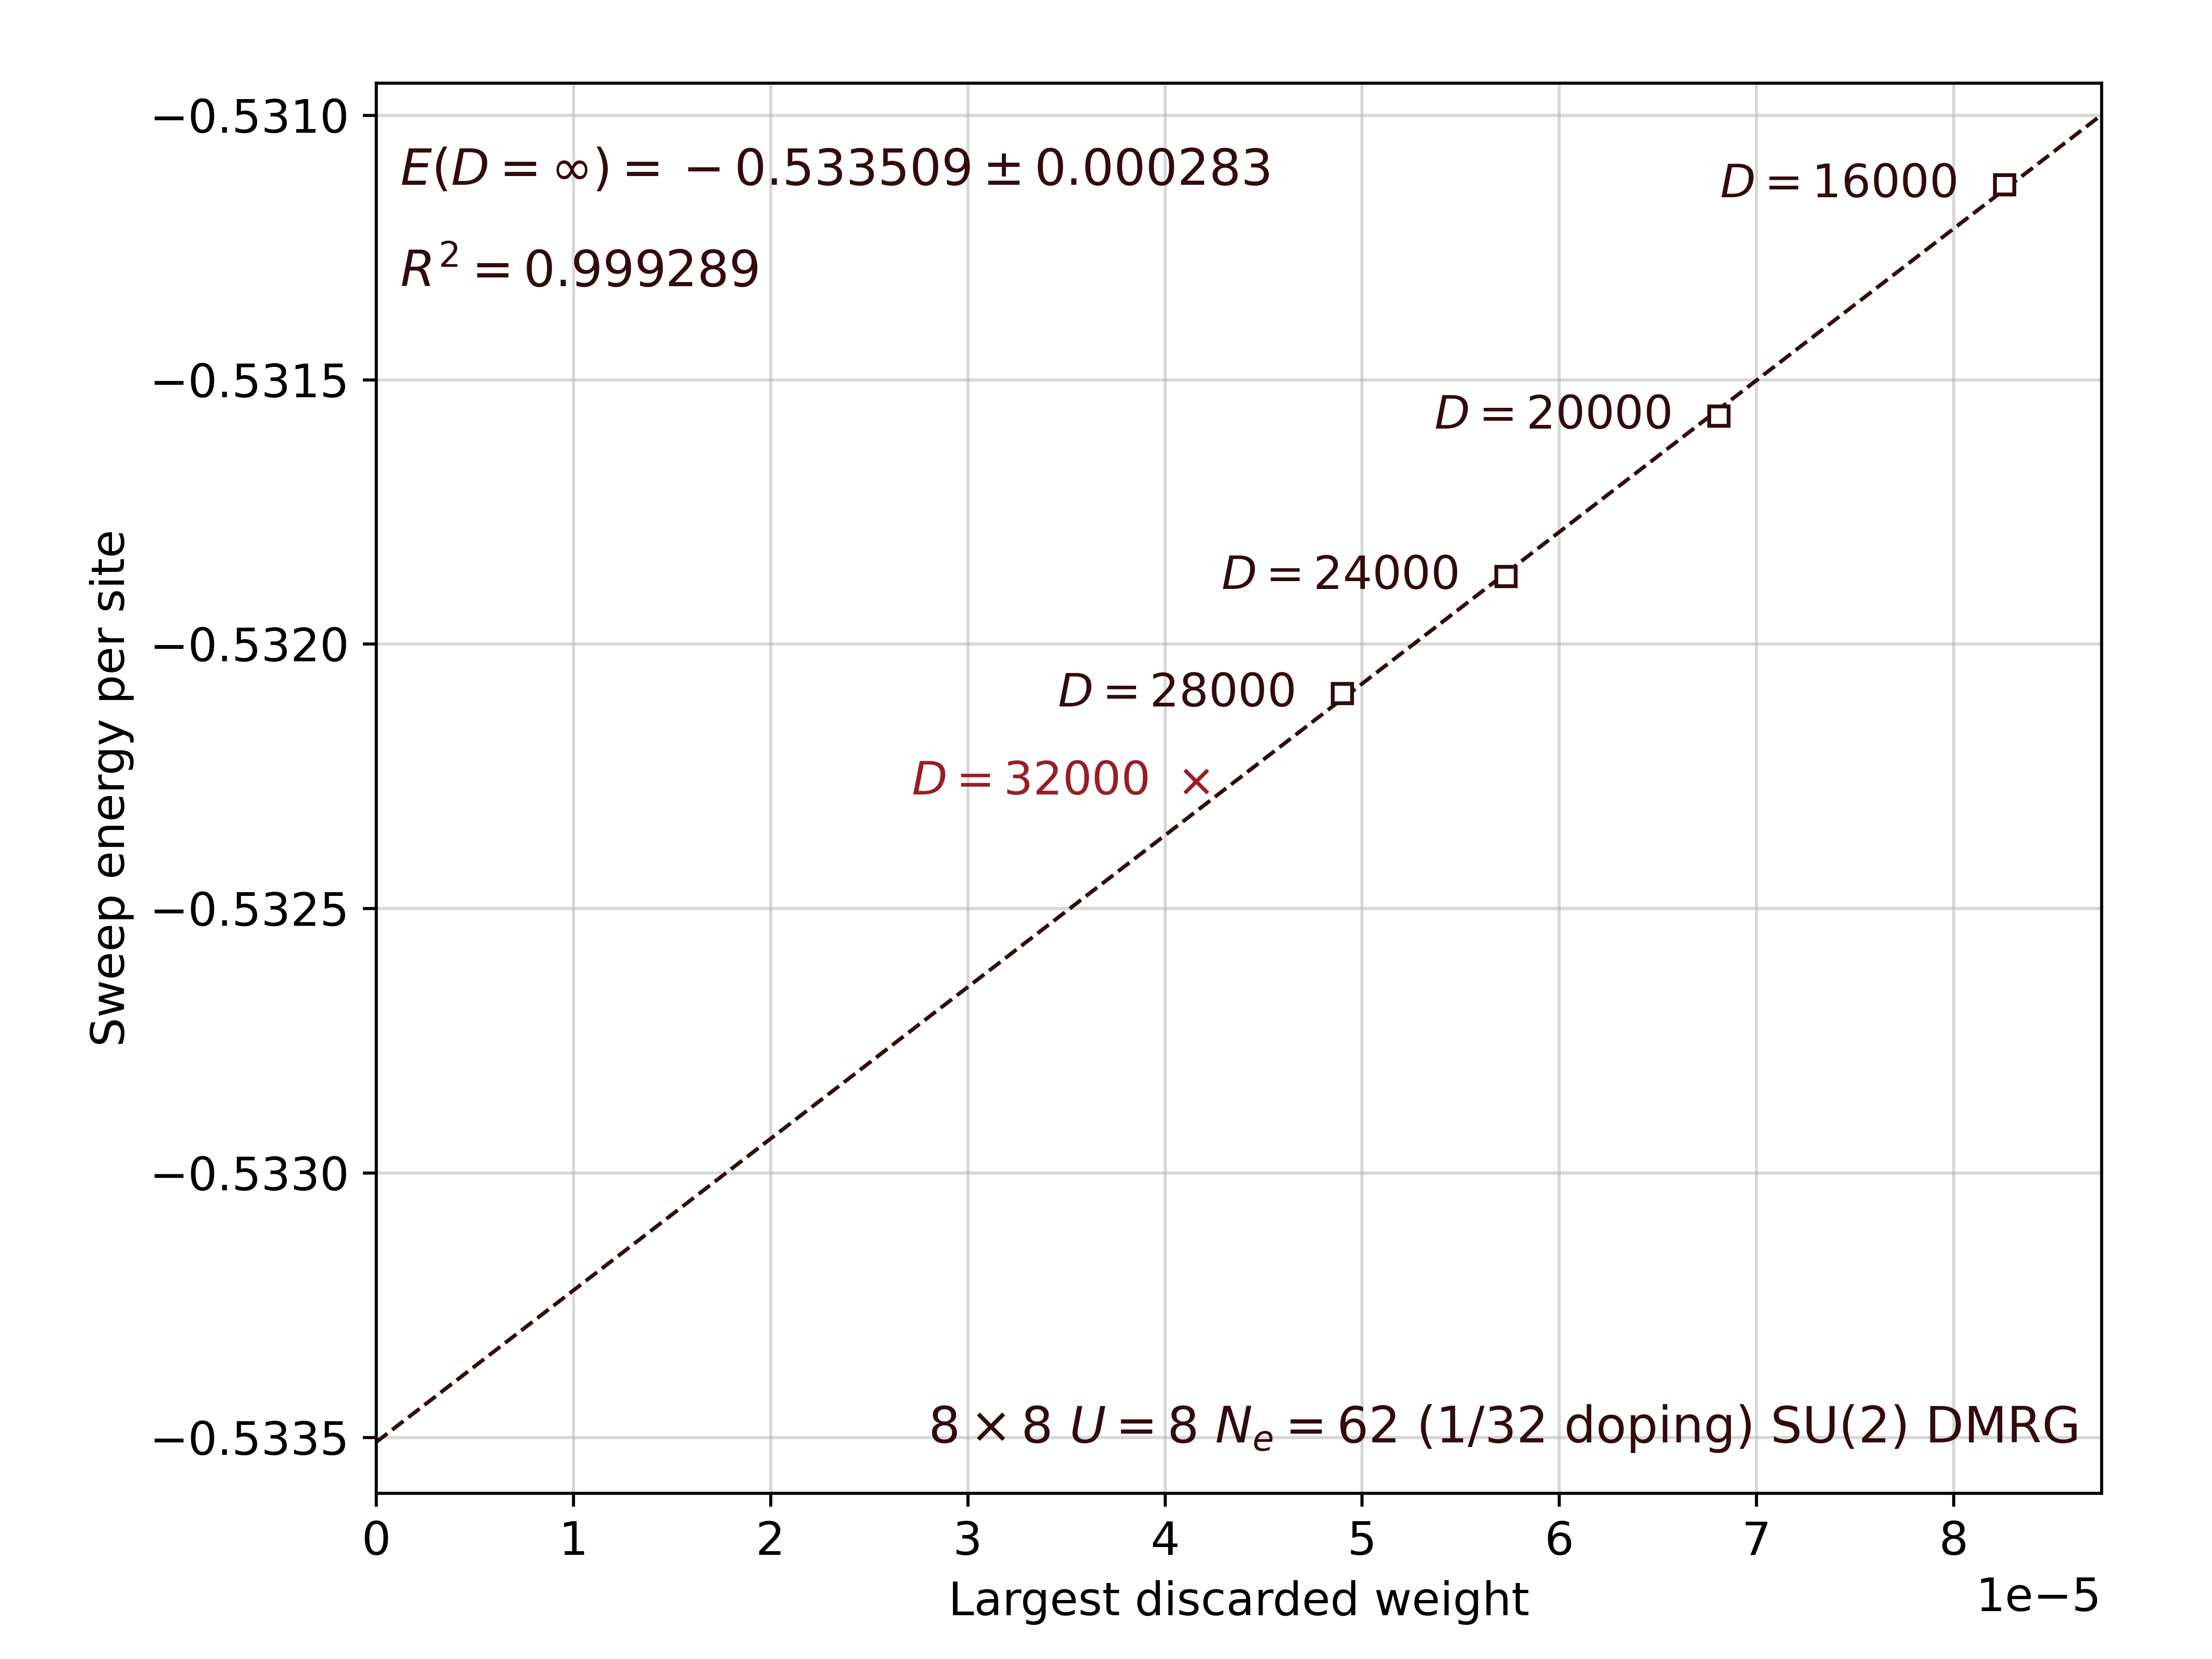 −0.5310
E(D = ∞) = − 0.533509 ± 0.000283
D = 16000
R² = 0.999289
−0.5315
D = 20000
D = 24000
−0.5320
D = 28000
D = 32000
−0.5325
−0.5330
−0.5335
8 × 8 U = 8 Nₑ = 62 (1/32 doping) SU(2) DMRG
Sweep energy per site
0 1 2 3 4 5 6 7 8
1e−5
Largest discarded weight